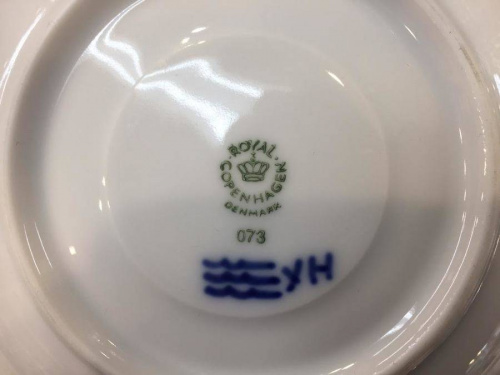 ROYAL
COPENHAGEN
DENMARK
073
YH